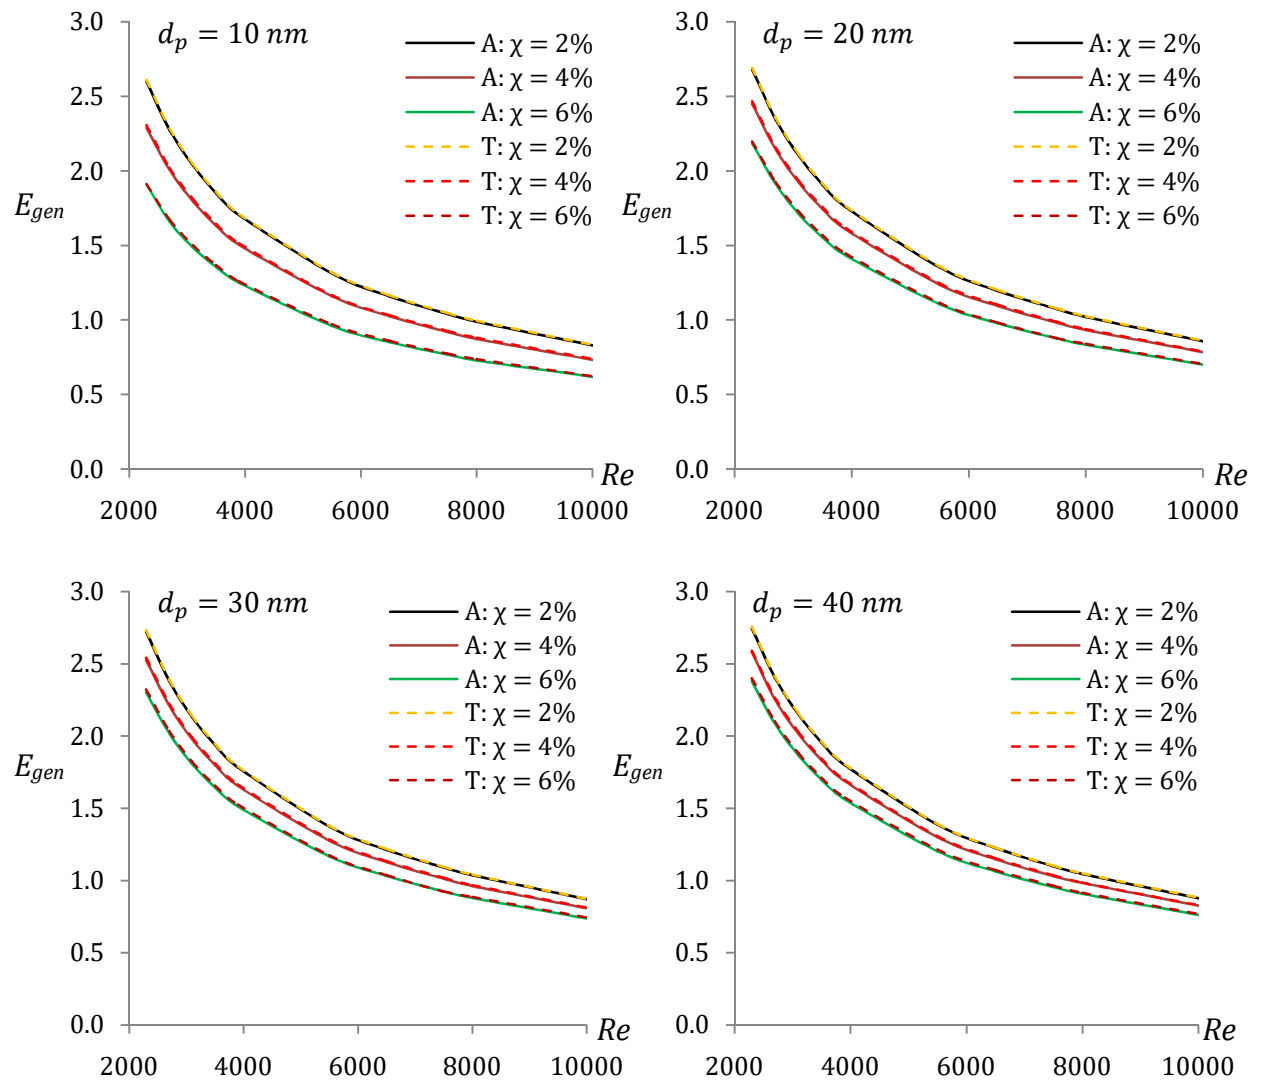 3.0
d_p = 10 nm
A: χ = 2%
A: χ = 4%
A: χ = 6%
T: χ = 2%
T: χ = 4%
T: χ = 6%
2.5
2.0
E_gen
1.5
1.0
0.5
0.0
Re
2000 4000 6000 8000 10000
3.0
d_p = 20 nm
A: χ = 2%
A: χ = 4%
A: χ = 6%
T: χ = 2%
T: χ = 4%
T: χ = 6%
2.5
2.0
E_gen
1.5
1.0
0.5
0.0
Re
2000 4000 6000 8000 10000
3.0
d_p = 30 nm
A: χ = 2%
A: χ = 4%
A: χ = 6%
T: χ = 2%
T: χ = 4%
T: χ = 6%
2.5
2.0
E_gen
1.5
1.0
0.5
0.0
Re
2000 4000 6000 8000 10000
3.0
d_p = 40 nm
A: χ = 2%
A: χ = 4%
A: χ = 6%
T: χ = 2%
T: χ = 4%
T: χ = 6%
2.5
2.0
E_gen
1.5
1.0
0.5
0.0
Re
2000 4000 6000 8000 10000